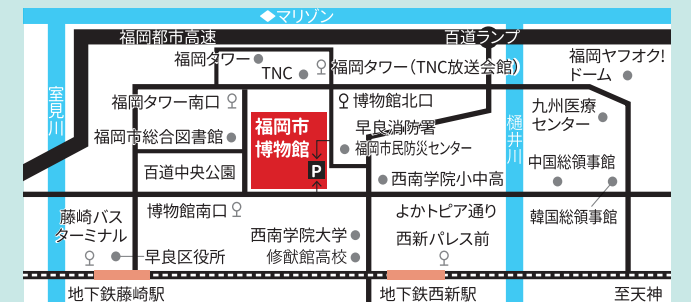 マリゾン
福岡都市高速
百道ランプ
福岡タワー
TNC
福岡タワー(TNC放送会館)
福岡ヤフオク!
ドーム
室見川
福岡タワー南口
博物館北口
九州医療
センター
福岡市総合図書館
福岡市
博物館
P
早良消防署
福岡市民防災センター
樋井川
百道中央公園
西南学院小中高
中国総領事館
藤崎バス
ターミナル
博物館南口
よかトピア通り
韓国総領事館
西南学院大学
西新パレス前
早良区役所
修猷館高校
地下鉄藤崎駅
地下鉄西新駅
至天神